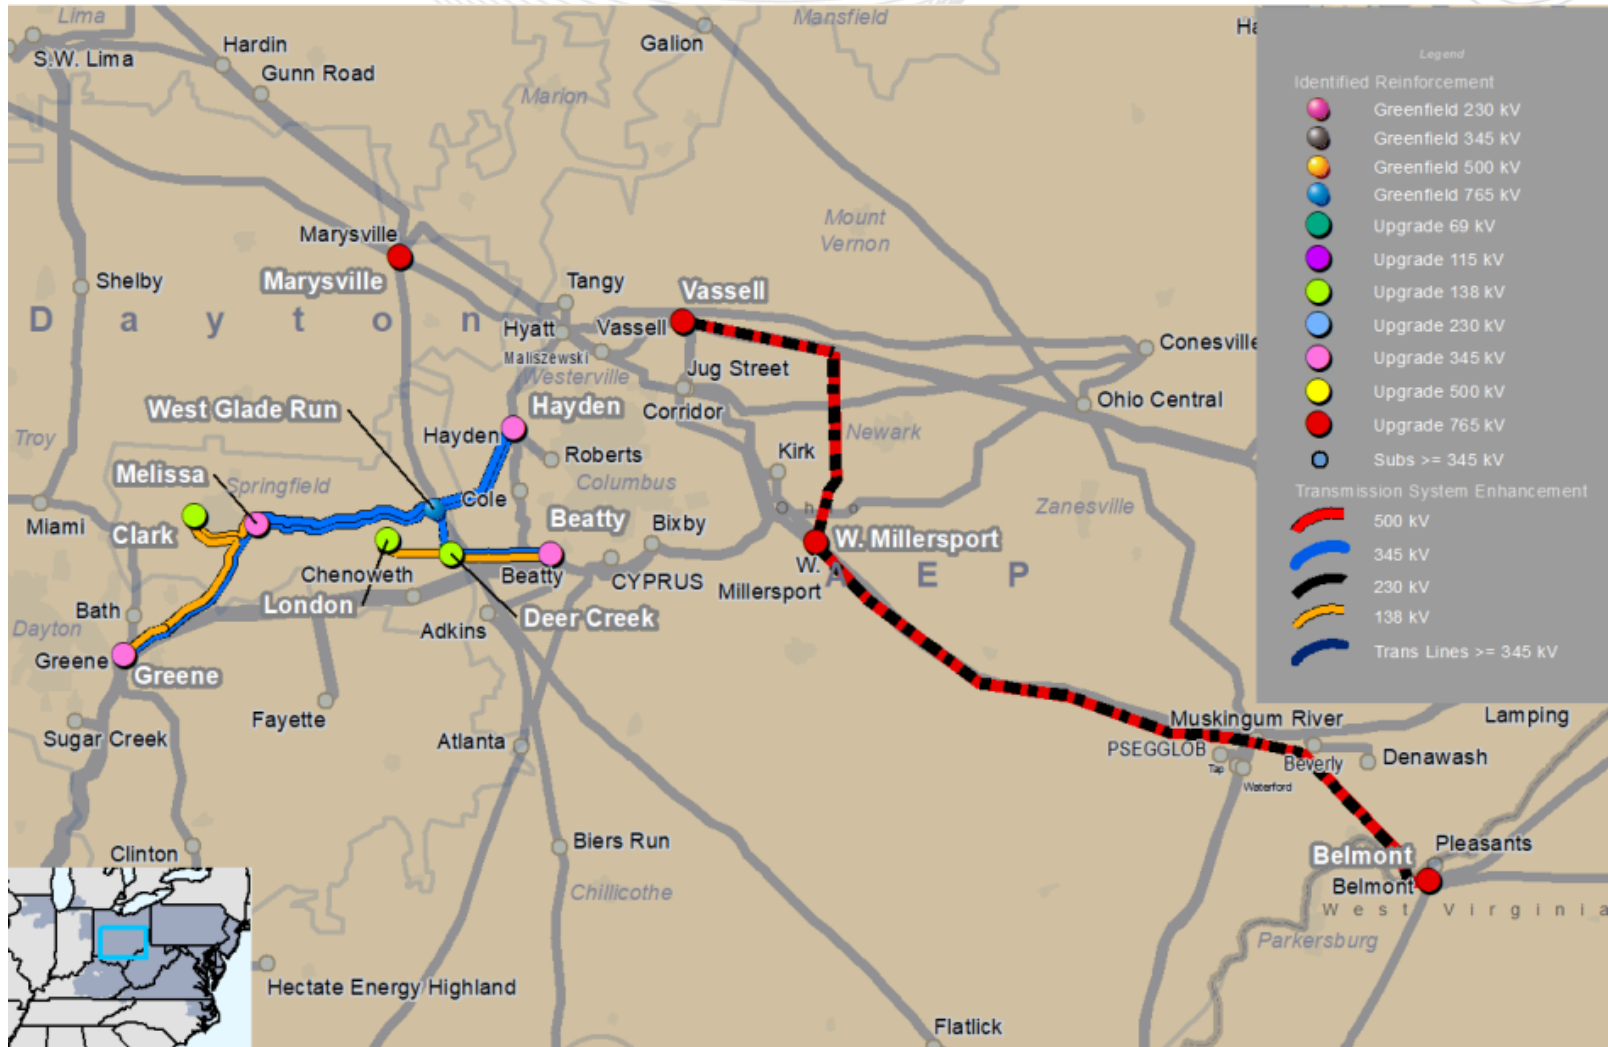 Lima
Mansfield
Ha
Hardin
Galion
S.W. Lima
Gunn Road
Marion
Mount
Vernon
Marysville
Marysville
Shelby
Tangy
Vassell
D a y t o n
Hyatt
Vassell
Conesville
Maliszewski
Westerville
Jug Street
West Glade Run
Hayden
Corridor
Ohio Central
Troy
Hayden
Newark
Roberts
Kirk
Melissa
Springfield
Columbus
Cole
Zanesville
O h i o
Miami
Clark
Beatty
Bixby
W. Millersport
W.
Millersport
A E P
Chenoweth
Beatty
CYPRUS
London
Deer Creek
Bath
Adkins
Dayton
Greene
Greene
Fayette
Muskingum River
Lamping
Sugar Creek
Atlanta
PSEGGLOB
Tap
Beverly
Denawash
Waterford
Clinton
Biers Run
Pleasants
Belmont
Belmont
Chillicothe
West Virginia
Parkersburg
Hectate Energy Highland
Flatlick
Legend
Identified Reinforcement
Greenfield 230 kV
Greenfield 345 kV
Greenfield 500 kV
Greenfield 765 kV
Upgrade 69 kV
Upgrade 115 kV
Upgrade 138 kV
Upgrade 230 kV
Upgrade 345 kV
Upgrade 500 kV
Upgrade 765 kV
Subs >= 345 kV
Transmission System Enhancement
500 kV
345 kV
230 kV
138 kV
Trans Lines >= 345 kV